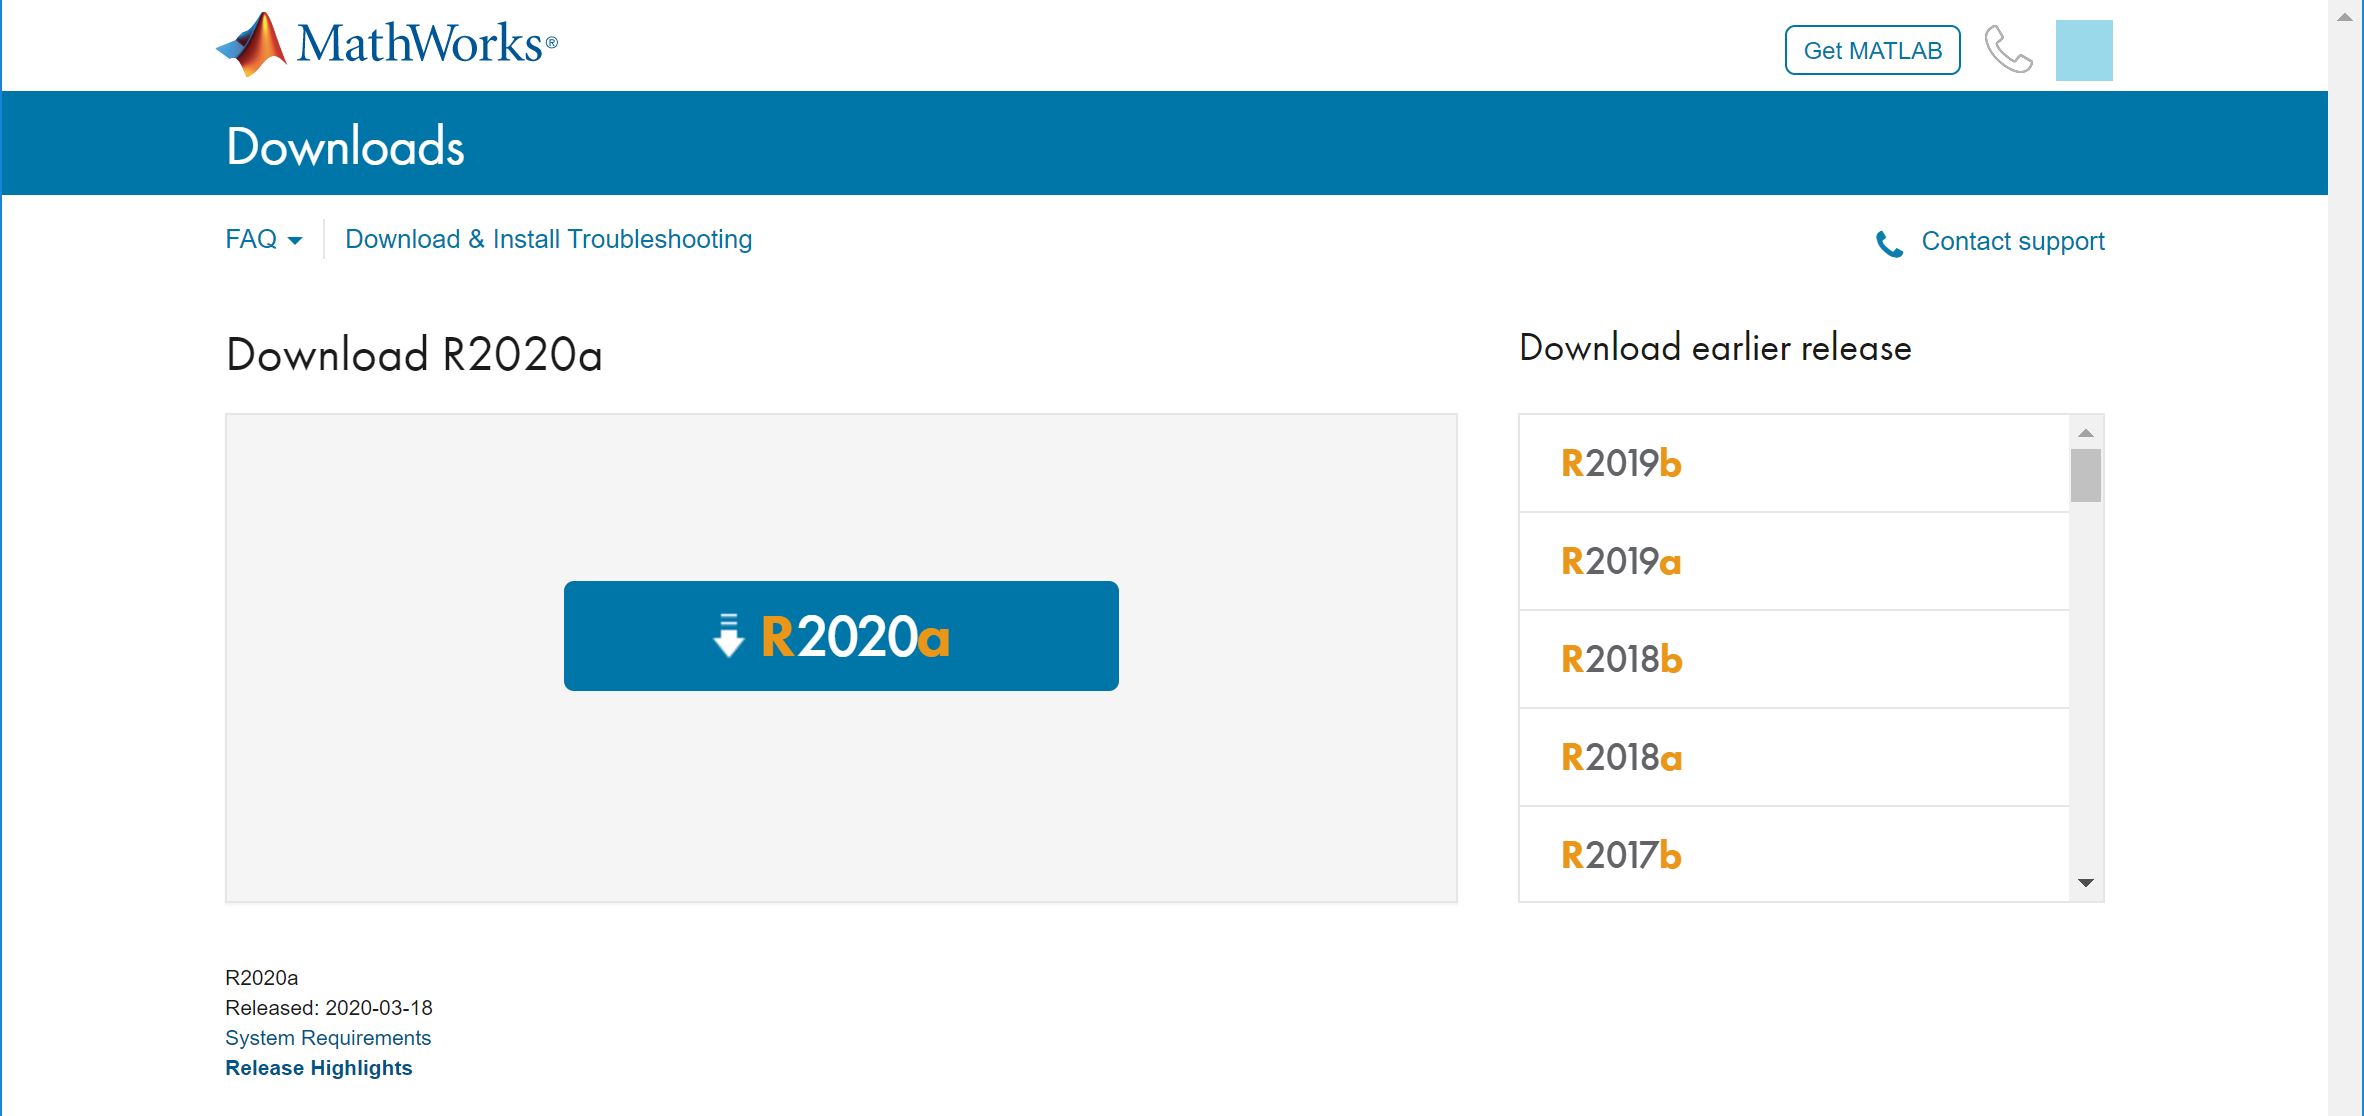 MathWorks®
Get MATLAB
Downloads
FAQ
Download & Install Troubleshooting
Contact support
Download R2020a
Download earlier release
R2020a
R2019b
R2019a
R2018b
R2018a
R2017b
R2020a
Released: 2020-03-18
System Requirements
Release Highlights